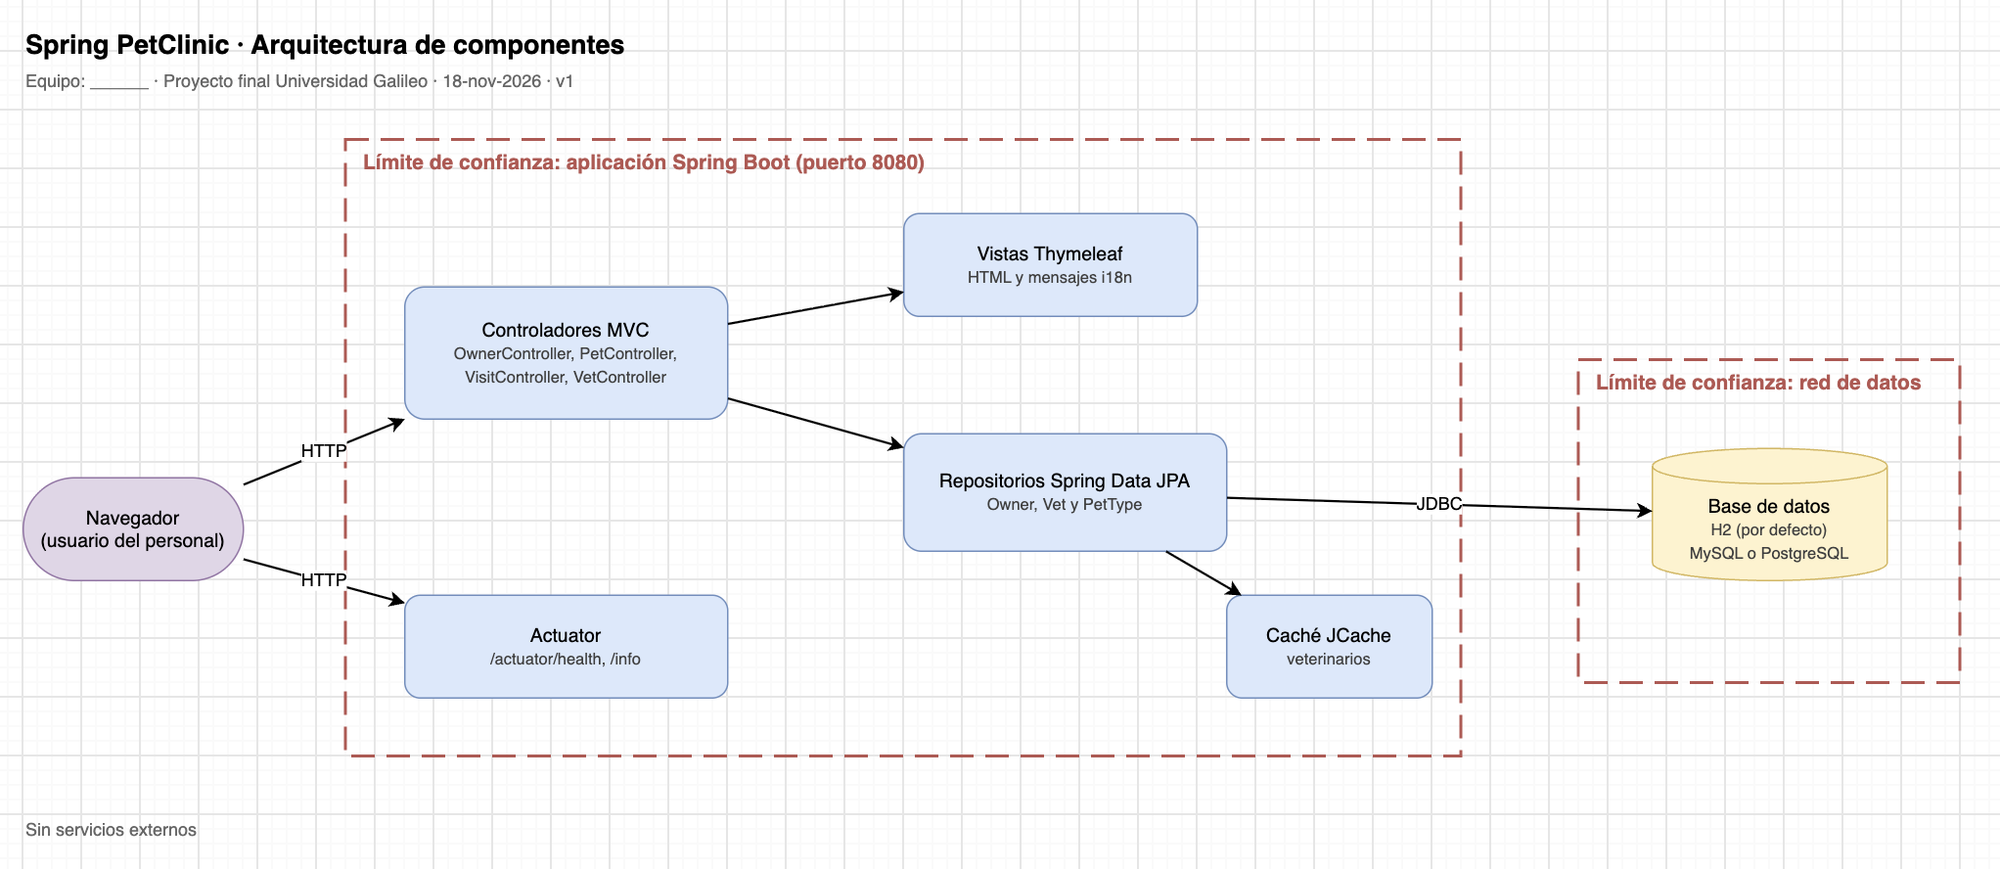 Spring PetClinic · Arquitectura de componentes
Equipo: ______ · Proyecto final Universidad Galileo · 18-nov-2026 · v1
Límite de confianza: aplicación Spring Boot (puerto 8080)
Vistas Thymeleaf
HTML y mensajes i18n
Controladores MVC
OwnerController, PetController,
VisitController, VetController
Límite de confianza: red de datos
HTTP
Repositorios Spring Data JPA
Owner, Vet y PetType
JDBC
Base de datos
H2 (por defecto)
MySQL o PostgreSQL
Navegador
(usuario del personal)
HTTP
Actuator
/actuator/health, /info
Caché JCache
veterinarios
Sin servicios externos